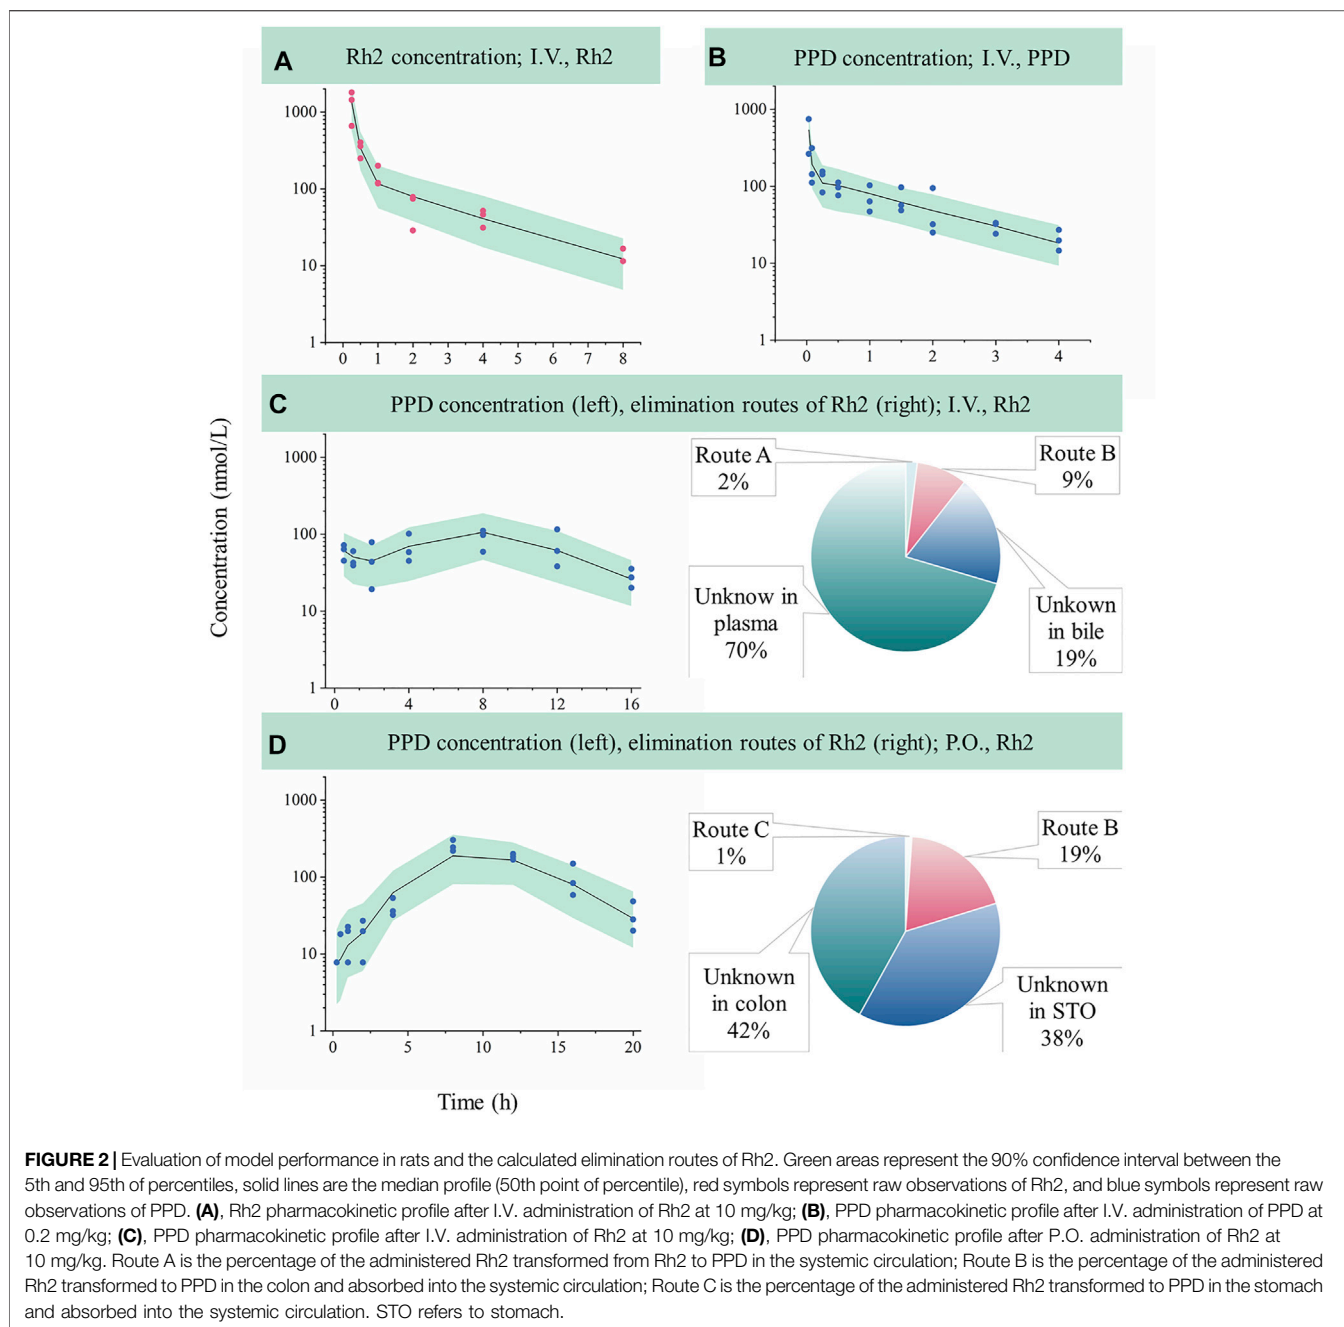 A
Rh2 concentration; I.V., Rh2
B
PPD concentration; I.V., PPD
1000
100
10
1
0 1 2 3 4 5 6 7 8
1000
100
10
1
0 1 2 3 4
Concentration (nmol/L)
C
PPD concentration (left), elimination routes of Rh2 (right); I.V., Rh2
1000
100
10
1
0 4 8 12 16
Route A
2%
Route B
9%
Unknow in
plasma
70%
Unkown
in bile
19%
D
PPD concentration (left), elimination routes of Rh2 (right); P.O., Rh2
1000
100
10
1
0 5 10 15 20
Route C
1%
Route B
19%
Unknown
in colon
42%
Unknown
in STO
38%
Time (h)
FIGURE 2 | Evaluation of model performance in rats and the calculated elimination routes of Rh2. Green areas represent the 90% confidence interval between the
5th and 95th of percentiles, solid lines are the median profile (50th point of percentile), red symbols represent raw observations of Rh2, and blue symbols represent raw
observations of PPD. (A), Rh2 pharmacokinetic profile after I.V. administration of Rh2 at 10 mg/kg; (B), PPD pharmacokinetic profile after I.V. administration of PPD at
0.2 mg/kg; (C), PPD pharmacokinetic profile after I.V. administration of Rh2 at 10 mg/kg; (D), PPD pharmacokinetic profile after P.O. administration of Rh2 at
10 mg/kg. Route A is the percentage of the administered Rh2 transformed from Rh2 to PPD in the systemic circulation; Route B is the percentage of the administered
Rh2 transformed to PPD in the colon and absorbed into the systemic circulation; Route C is the percentage of the administered Rh2 transformed to PPD in the stomach
and absorbed into the systemic circulation. STO refers to stomach.